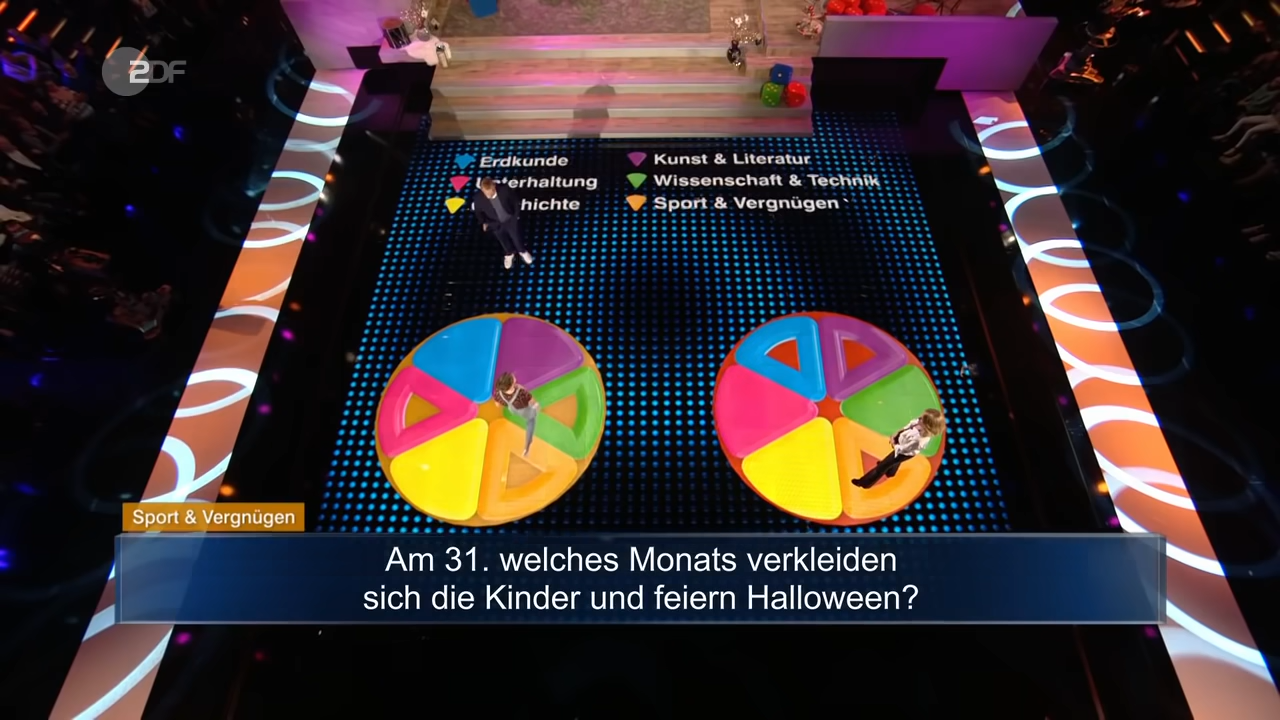 2DF
Erdkunde
Kunst & Literatur
Wissenschaft & Technik
Sport & Vergnügen
Sport & Vergnügen
Am 31. welches Monats verkleiden
sich die Kinder und feiern Halloween?